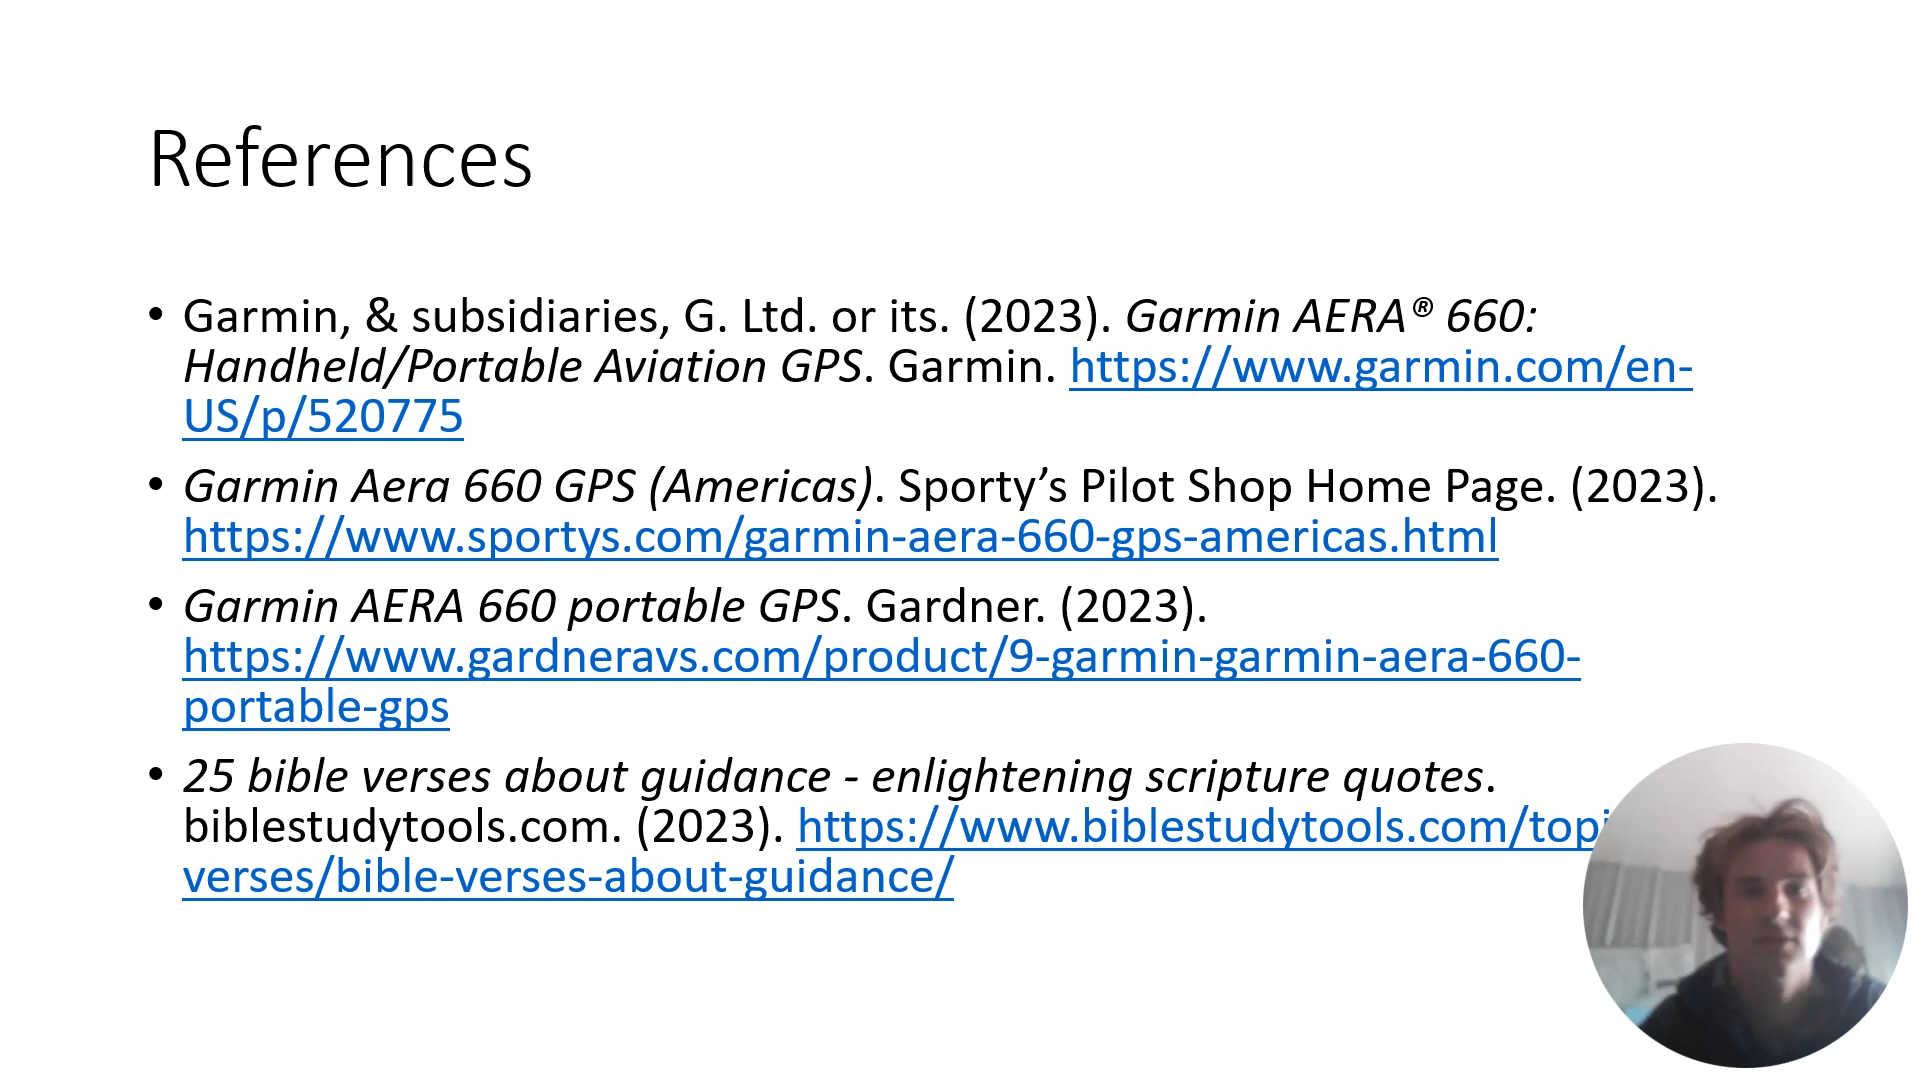 References
• Garmin, & subsidiaries, G. Ltd. or its. (2023). Garmin AERA® 660:
Handheld/Portable Aviation GPS. Garmin. https://www.garmin.com/en-
US/p/520775
• Garmin Aera 660 GPS (Americas). Sporty’s Pilot Shop Home Page. (2023).
https://www.sportys.com/garmin-aera-660-gps-americas.html
• Garmin AERA 660 portable GPS. Gardner. (2023).
https://www.gardneravs.com/product/9-garmin-garmin-aera-660-
portable-gps
• 25 bible verses about guidance - enlightening scripture quotes.
biblestudytools.com. (2023). https://www.biblestudytools.com/topi
verses/bible-verses-about-guidance/